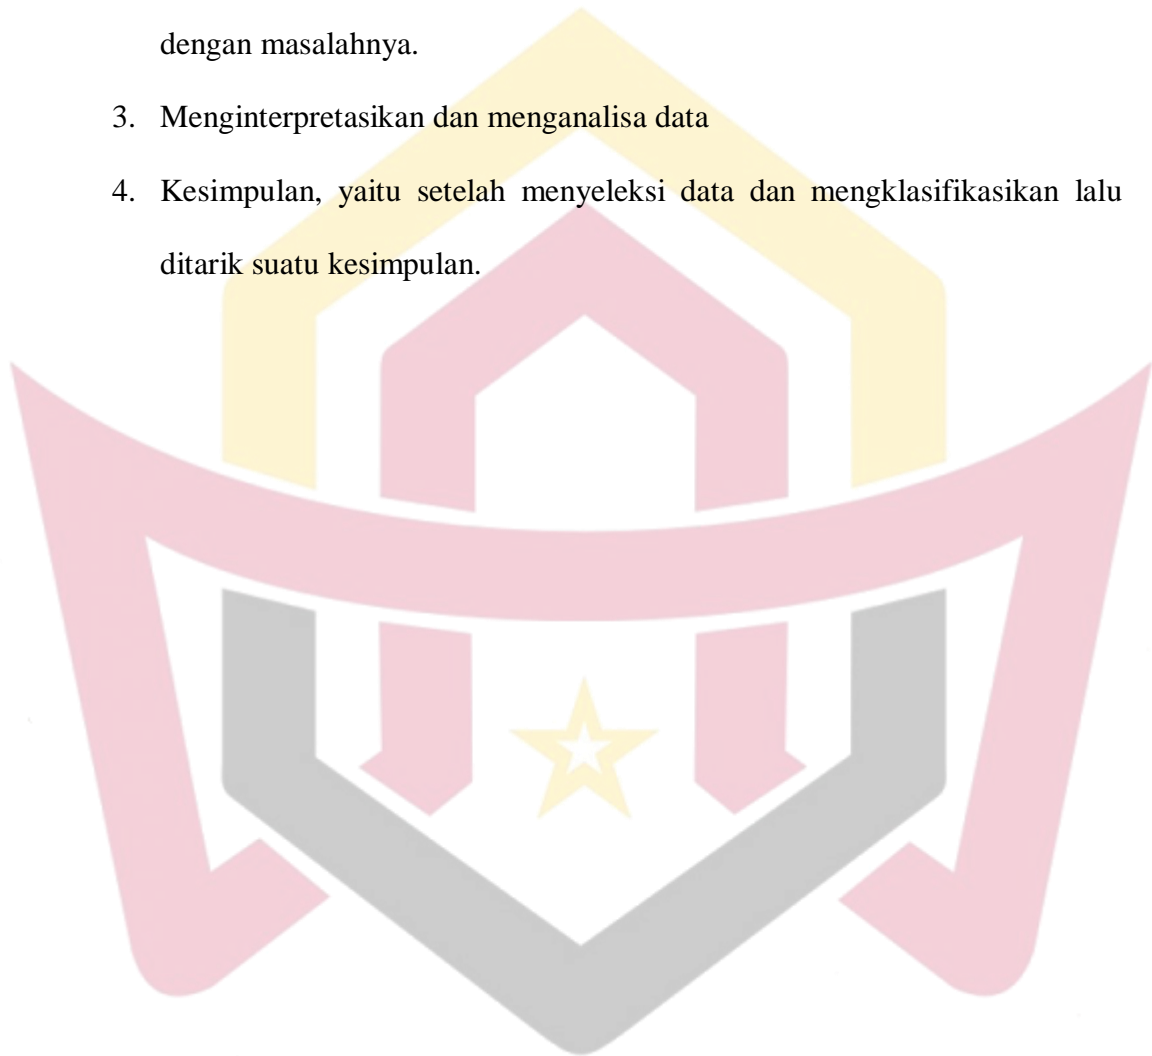 dengan masalahnya.
3. Menginterpretasikan dan menganalisa data
4. Kesimpulan, yaitu setelah menyeleksi data dan mengklasifikasikan lalu
ditarik suatu kesimpulan.